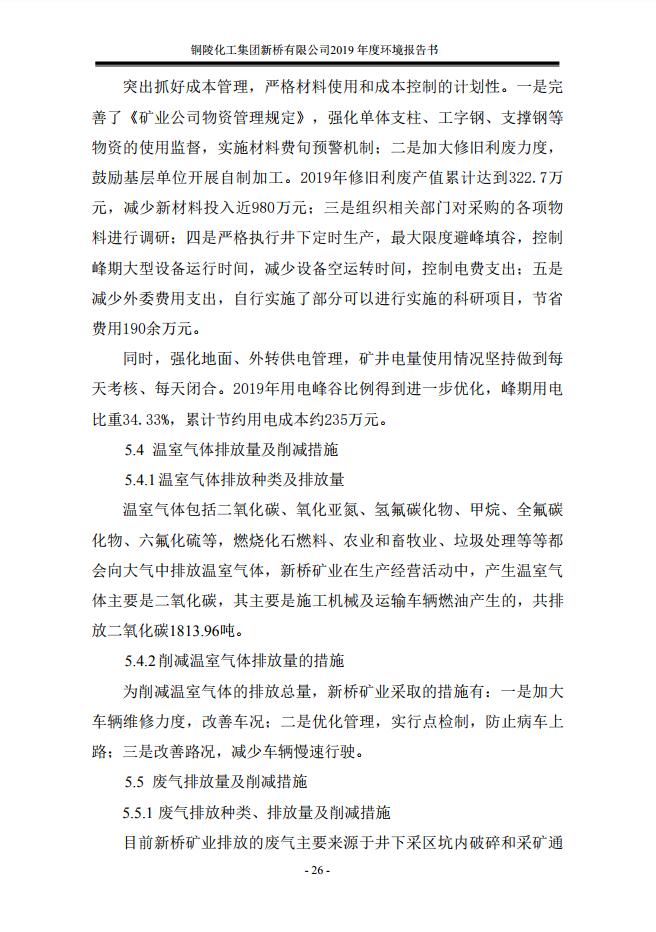 铜陵化工集团新桥有限公司2019 年度环境报告书
突出抓好成本管理，严格材料使用和成本控制的计划性。一是完
善了《矿业公司物资管理规定》，强化单体支柱、工字钢、支撑钢等
物资的使用监督，实施材料费旬预警机制；二是加大修旧利废力度，
鼓励基层单位开展自制加工。2019年修旧利废产值累计达到322.7万
元，减少新材料投入近980万元；三是组织相关部门对采购的各项物
料进行调研；四是严格执行井下定时生产，最大限度避峰填谷，控制
峰期大型设备运行时间，减少设备空运转时间，控制电费支出；五是
减少外委费用支出，自行实施了部分可以进行实施的科研项目，节省
费用190余万元。
同时，强化地面、外转供电管理，矿井电量使用情况坚持做到每
天考核、每天闭合。2019年用电峰谷比例得到进一步优化，峰期用电
比重34.33%，累计节约用电成本约235万元。
5.4 温室气体排放量及削减措施
5.4.1温室气体排放种类及排放量
温室气体包括二氧化碳、氧化亚氮、氢氟碳化物、甲烷、全氟碳
化物、六氟化硫等，燃烧化石燃料、农业和畜牧业、垃圾处理等等都
会向大气中排放温室气体，新桥矿业在生产经营活动中，产生温室气
体主要是二氧化碳，其主要是施工机械及运输车辆燃油产生的，共排
放二氧化碳1813.96吨。
5.4.2削减温室气体排放量的措施
为削减温室气体的排放总量，新桥矿业采取的措施有：一是加大
车辆维修力度，改善车况；二是优化管理，实行点检制，防止病车上
路；三是改善路况，减少车辆慢速行驶。
5.5 废气排放量及削减措施
5.5.1 废气排放种类、排放量及削减措施
目前新桥矿业排放的废气主要来源于井下采区坑内破碎和采矿通
- 26 -